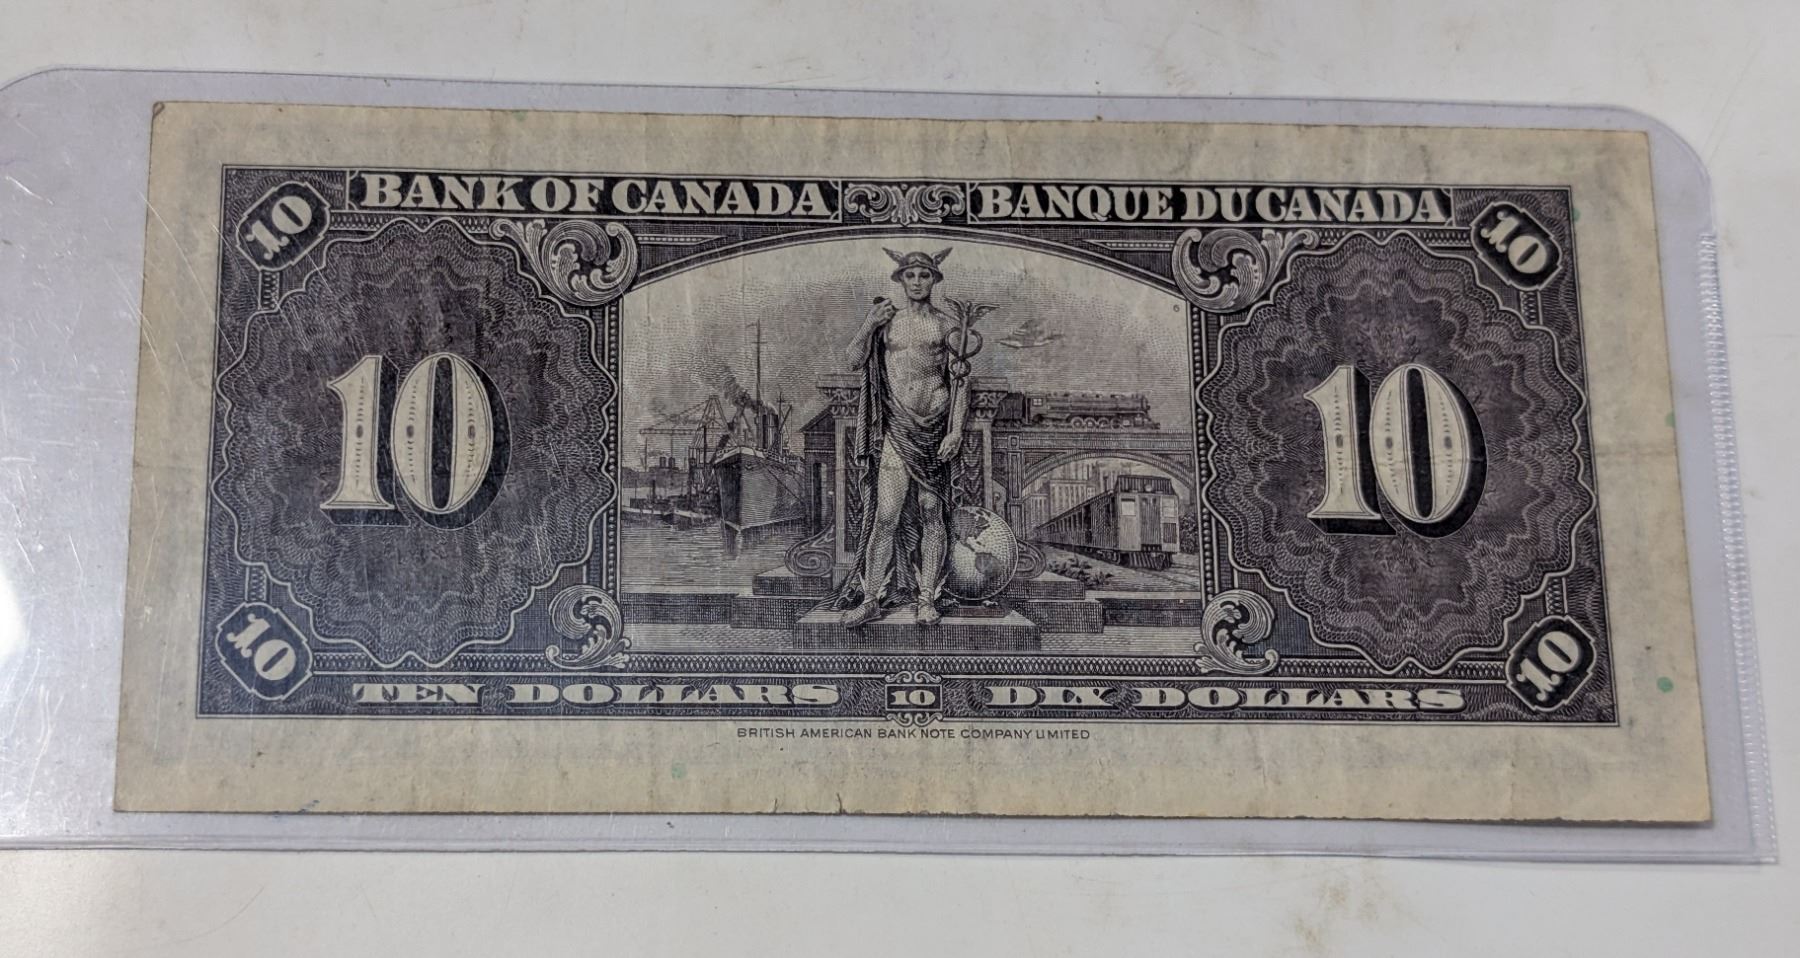 10 BANK OF CANADA BANQUE DU CANADA 10
10 10
10 TEN DOLLARS 10 DIX DOLLARS 10
BRITISH AMERICAN BANK NOTE COMPANY LIMITED